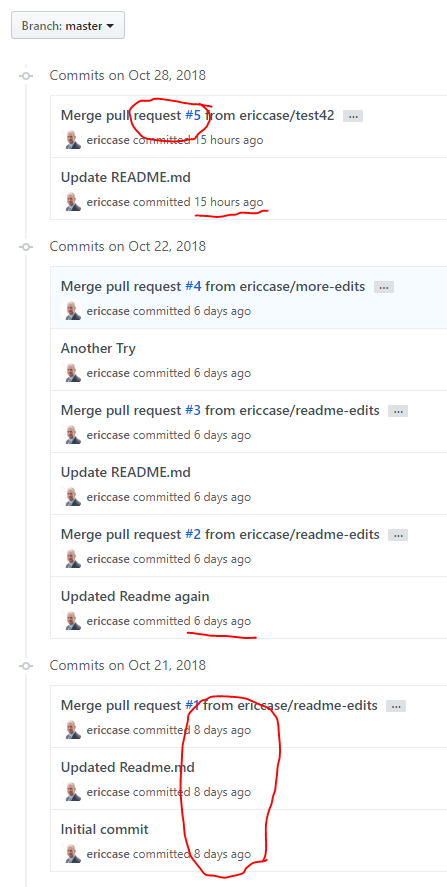 Branch: master
Commits on Oct 28, 2018
Merge pull request #5 from ericcase/test42 ...
ericcase committed 15 hours ago
Update README.md
ericcase committed 15 hours ago
Commits on Oct 22, 2018
Merge pull request #4 from ericcase/more-edits ...
ericcase committed 6 days ago
Another Try
ericcase committed 6 days ago
Merge pull request #3 from ericcase/readme-edits ...
ericcase committed 6 days ago
Update README.md
ericcase committed 6 days ago
Merge pull request #2 from ericcase/readme-edits ...
ericcase committed 6 days ago
Updated Readme again
ericcase committed 6 days ago
Commits on Oct 21, 2018
Merge pull request #1 from ericcase/readme-edits ...
ericcase committed 8 days ago
Updated Readme.md
ericcase committed 8 days ago
Initial commit
ericcase committed 8 days ago